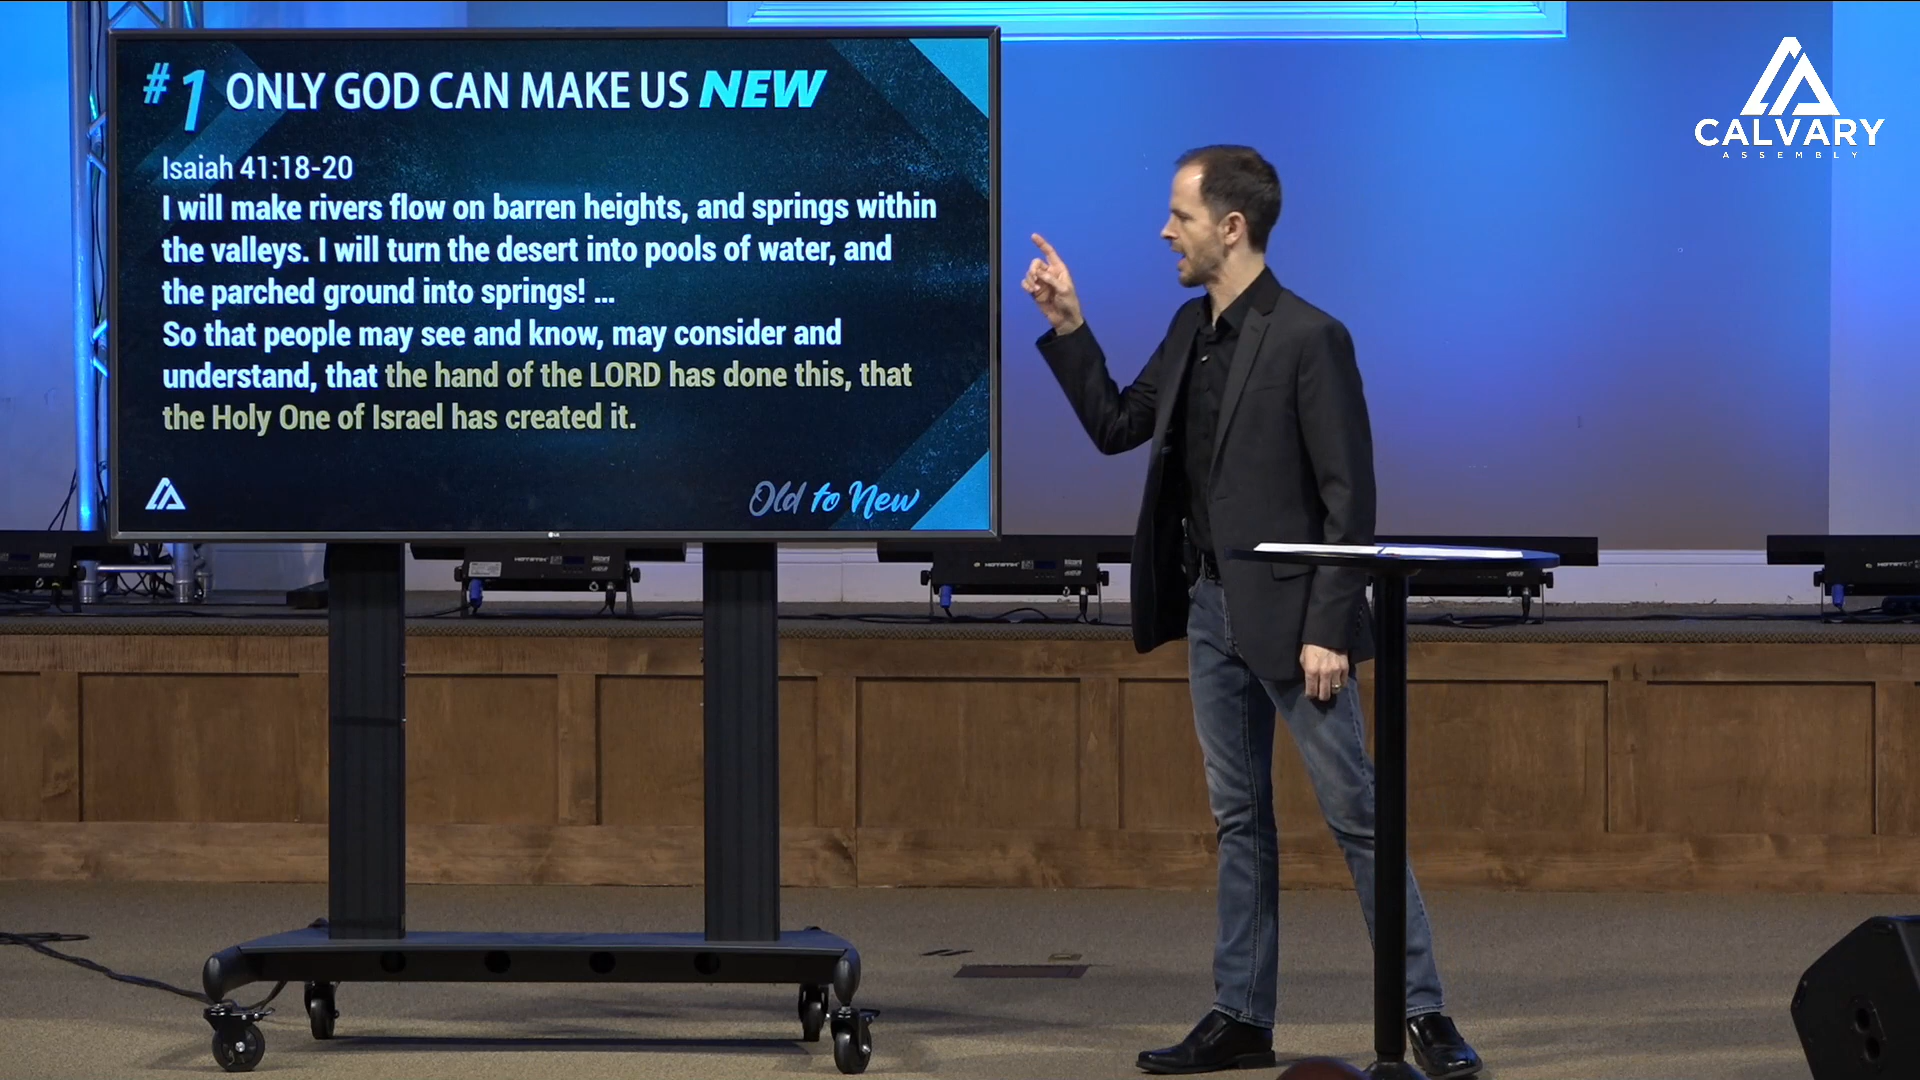 #1 ONLY GOD CAN MAKE US NEW
Isaiah 41:18-20
I will make rivers flow on barren heights, and springs within
the valleys. I will turn the desert into pools of water, and
the parched ground into springs! ...
So that people may see and know, may consider and
understand, that the hand of the LORD has done this, that
the Holy One of Israel has created it.
Old to New
CALVARY
ASSEMBLY